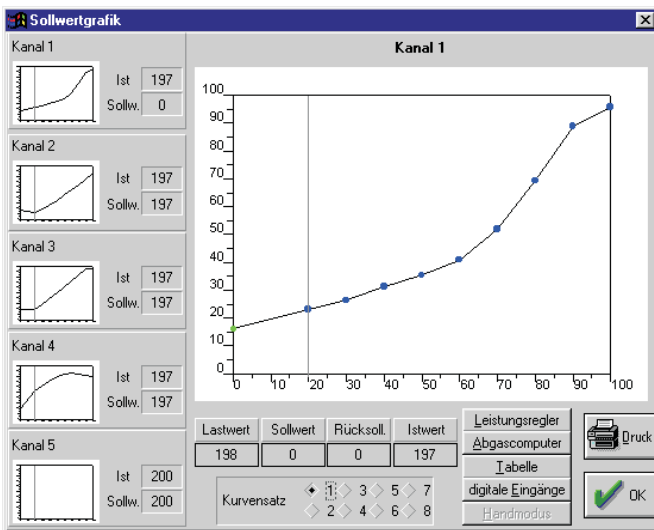 Sollwertgrafik
Kanal 1
Ist 197
Sollw. 0
Kanal 2
Ist 197
Sollw. 197
Kanal 3
Ist 197
Sollw. 197
Kanal 4
Ist 197
Sollw. 197
Kanal 5
Ist 200
Sollw. 200
Kanal 1
100
90
80
70
60
50
40
30
20
10
0
0 10 20 30 40 50 60 70 80 90 100
Lastwert Sollwert Rücksoll. Istwert
198 0 0 197
Kurvensatz
1 3 5 7
2 4 6 8
Leistungsregler
Abgascomputer
Tabelle
digitale Eingänge
Handmodus
Druck
OK